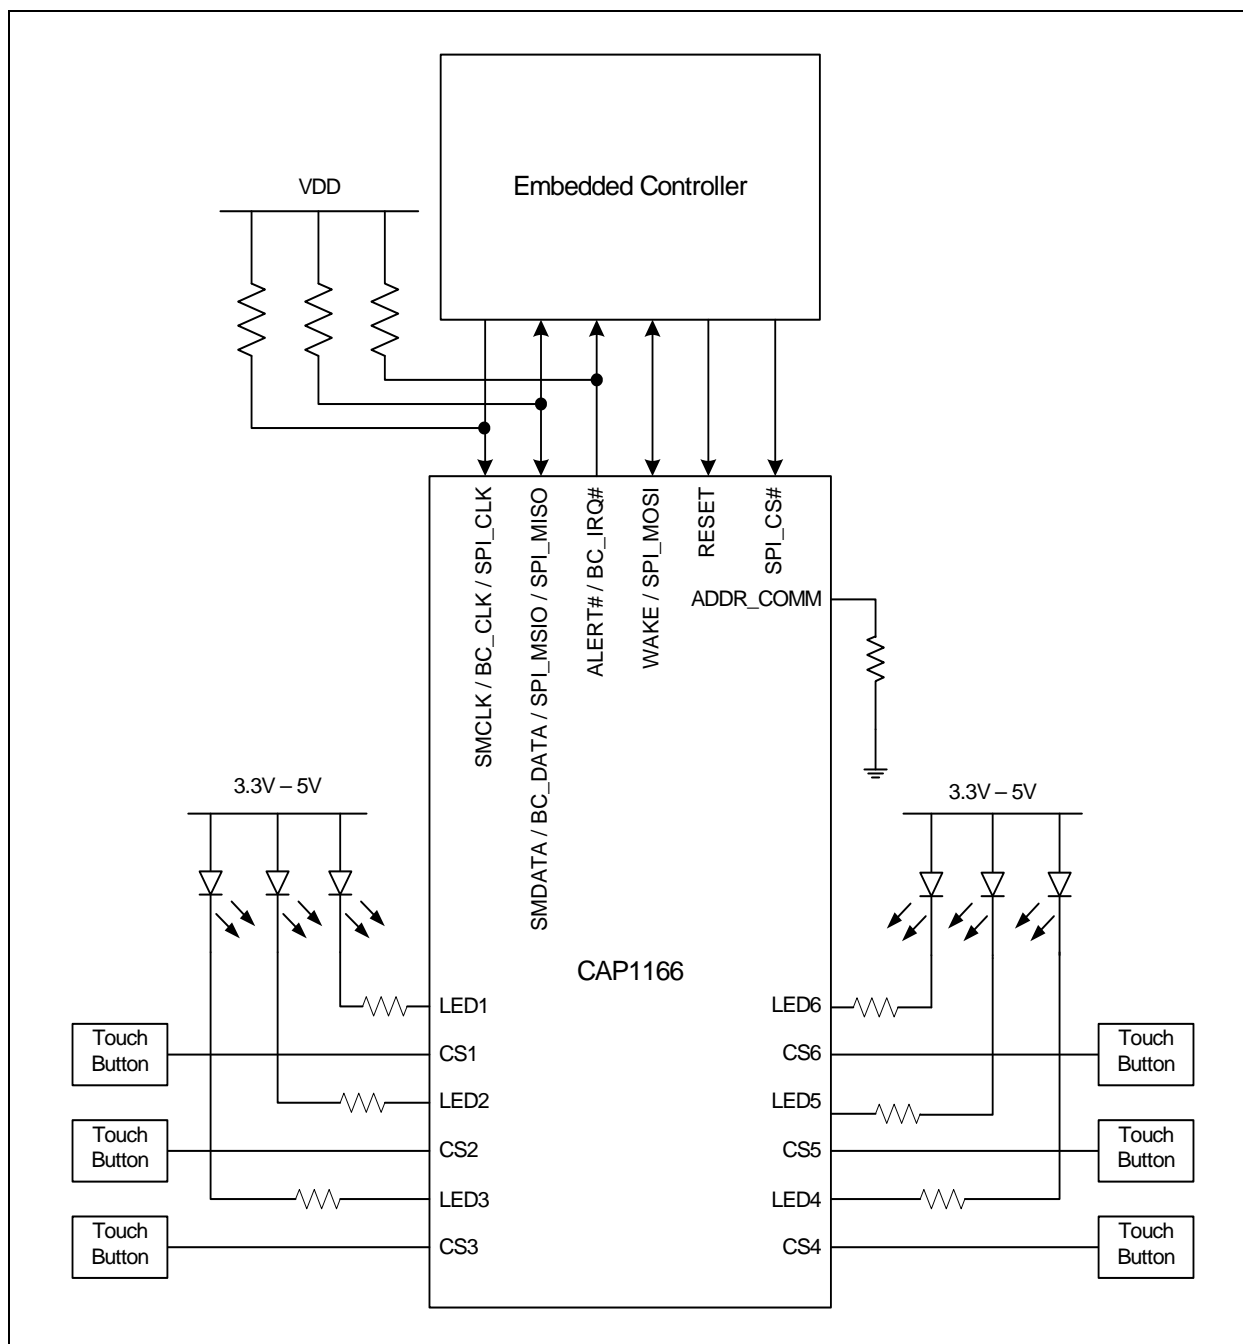 Embedded Controller
VDD
SMCLK / BC_CLK / SPI_CLK
SMDATA / BC_DATA / SPI_MSIO / SPI_MISO
ALERT# / BC_IRQ#
WAKE / SPI_MOSI
RESET
SPI_CS#
ADDR_COMM
3.3V – 5V
3.3V – 5V
CAP1166
LED1
LED6
Touch
Button
CS1
CS6
Touch
Button
LED2
LED5
Touch
Button
CS2
CS5
Touch
Button
LED3
LED4
Touch
Button
CS3
CS4
Touch
Button